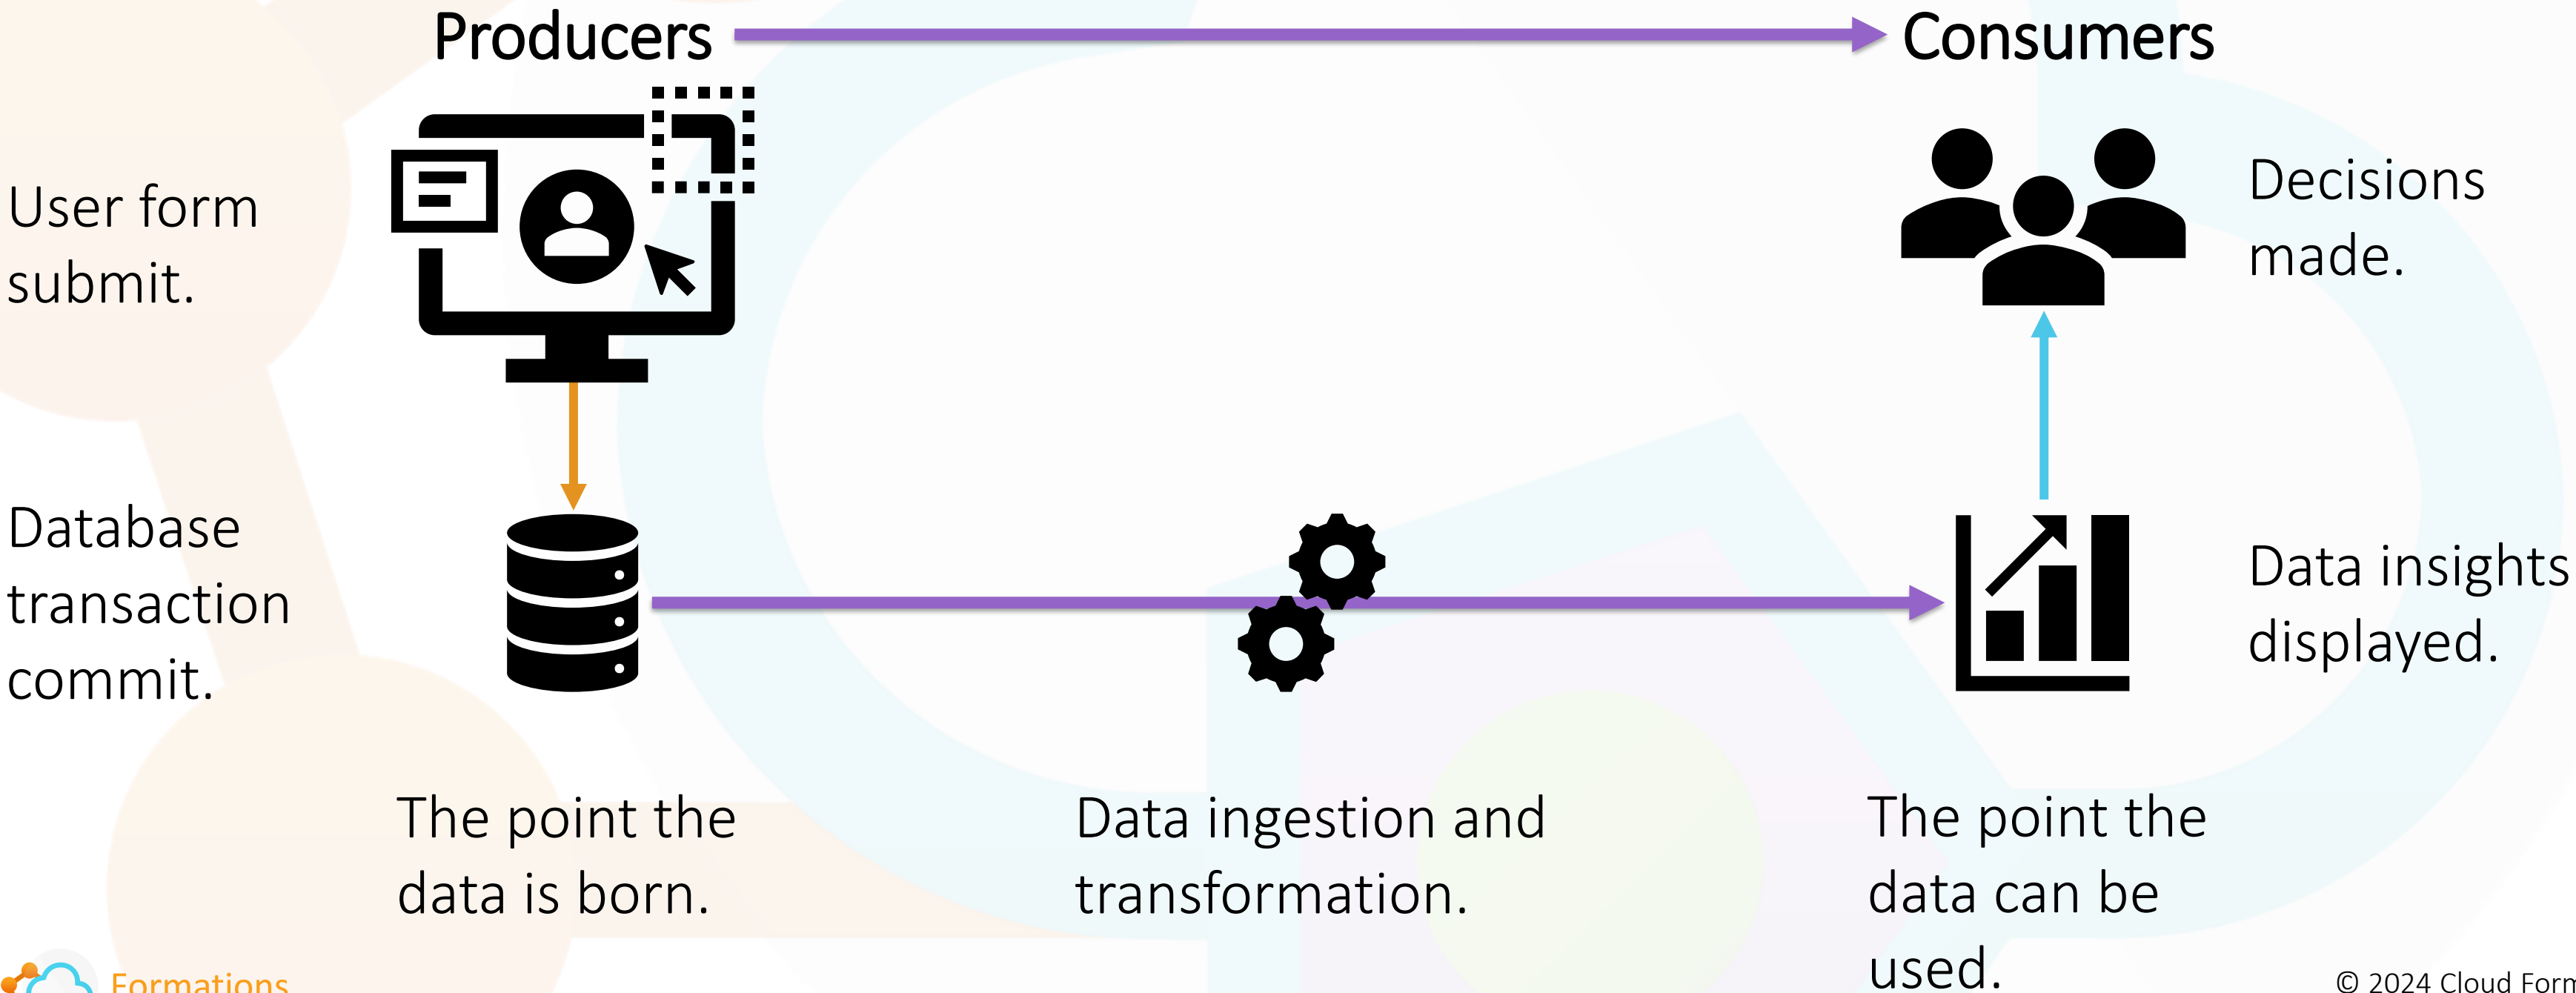 Producers
Consumers
User form
submit.
Decisions
made.
Database
transaction
commit.
Data insights
displayed.
The point the
data is born.
Data ingestion and
transformation.
The point the
data can be
used.
Formations
© 2024 Cloud Form